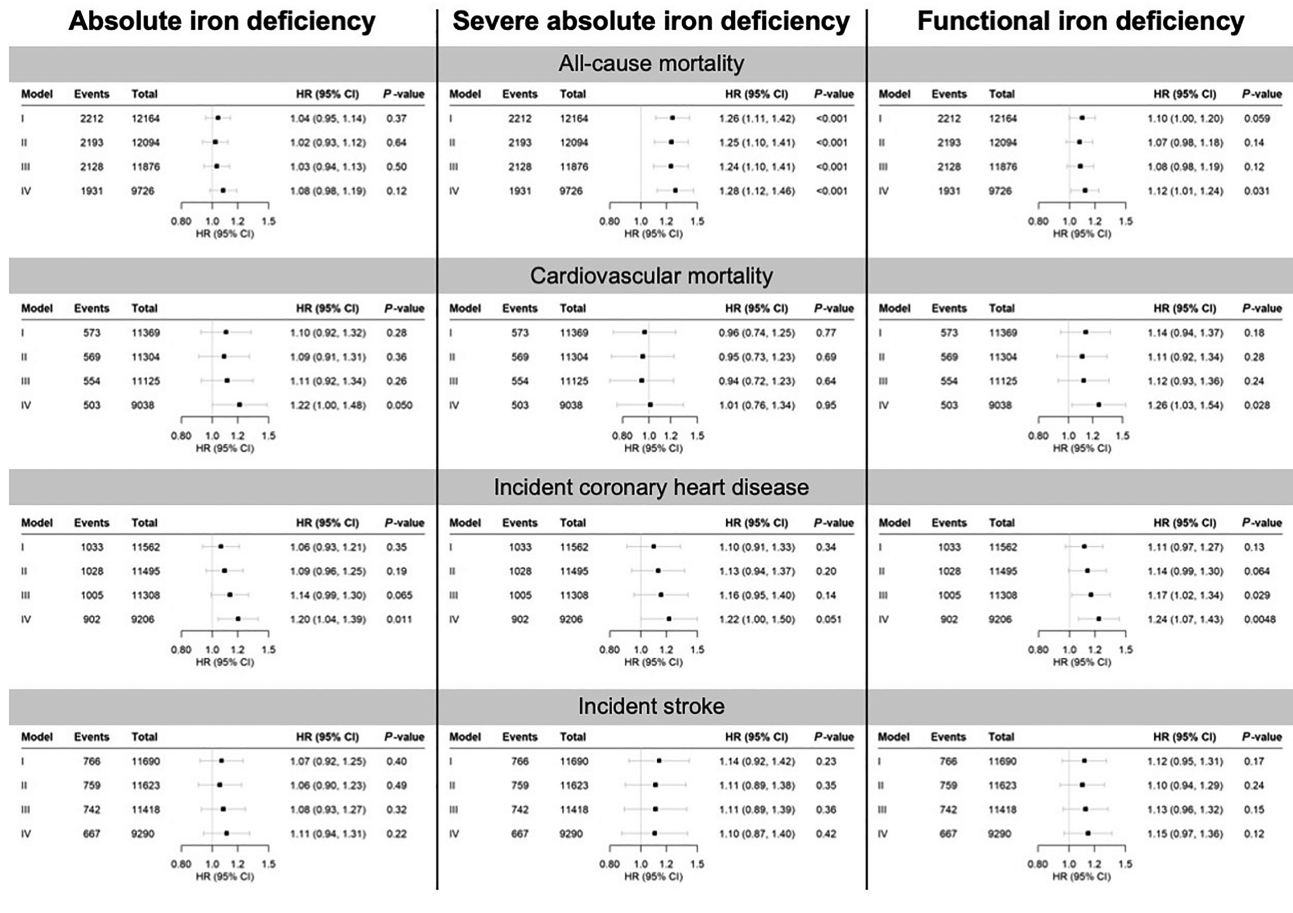 Absolute iron deficiency Severe absolute iron deficiency Functional iron deficiency
All-cause mortality
Model Events Total HR (95% CI) P-value Model Events Total HR (95% CI) P-value Model Events Total HR (95% CI) P-value
I 2212 12164 1.04 (0.95, 1.14) 0.37 I 2212 12164 1.26 (1.11, 1.42) <0.001 I 2212 12164 1.10 (1.00, 1.20) 0.059
II 2193 12094 1.02 (0.93, 1.12) 0.64 II 2193 12094 1.25 (1.10, 1.41) <0.001 II 2193 12094 1.07 (0.98, 1.18) 0.14
III 2128 11876 1.03 (0.94, 1.13) 0.50 III 2128 11876 1.24 (1.10, 1.41) <0.001 III 2128 11876 1.08 (0.98, 1.19) 0.12
IV 1931 9726 1.08 (0.98, 1.19) 0.12 IV 1931 9726 1.28 (1.12, 1.46) <0.001 IV 1931 9726 1.12 (1.01, 1.24) 0.031
0.80 1.0 1.2 1.5 0.80 1.0 1.2 1.5 0.80 1.0 1.2 1.5
HR (95% CI) HR (95% CI) HR (95% CI)
Cardiovascular mortality
Model Events Total HR (95% CI) P-value Model Events Total HR (95% CI) P-value Model Events Total HR (95% CI) P-value
I 573 11369 1.10 (0.92, 1.32) 0.28 I 573 11369 0.96 (0.74, 1.25) 0.77 I 573 11369 1.14 (0.94, 1.37) 0.18
II 569 11304 1.09 (0.91, 1.31) 0.36 II 569 11304 0.95 (0.73, 1.23) 0.69 II 569 11304 1.11 (0.92, 1.34) 0.28
III 554 11125 1.11 (0.92, 1.34) 0.26 III 554 11125 0.94 (0.72, 1.23) 0.64 III 554 11125 1.12 (0.93, 1.36) 0.24
IV 503 9038 1.22 (1.00, 1.48) 0.050 IV 503 9038 1.01 (0.76, 1.34) 0.95 IV 503 9038 1.26 (1.03, 1.54) 0.028
0.80 1.0 1.2 1.5 0.80 1.0 1.2 1.5 0.80 1.0 1.2 1.5
HR (95% CI) HR (95% CI) HR (95% CI)
Incident coronary heart disease
Model Events Total HR (95% CI) P-value Model Events Total HR (95% CI) P-value Model Events Total HR (95% CI) P-value
I 1033 11562 1.06 (0.93, 1.21) 0.35 I 1033 11562 1.10 (0.91, 1.33) 0.34 I 1033 11562 1.11 (0.97, 1.27) 0.13
II 1028 11495 1.09 (0.96, 1.25) 0.19 II 1028 11495 1.13 (0.94, 1.37) 0.20 II 1028 11495 1.14 (0.99, 1.30) 0.064
III 1005 11308 1.14 (0.99, 1.30) 0.065 III 1005 11308 1.16 (0.95, 1.40) 0.14 III 1005 11308 1.17 (1.02, 1.34) 0.029
IV 902 9206 1.20 (1.04, 1.39) 0.011 IV 902 9206 1.22 (1.00, 1.50) 0.051 IV 902 9206 1.24 (1.07, 1.43) 0.0048
0.80 1.0 1.2 1.5 0.80 1.0 1.2 1.5 0.80 1.0 1.2 1.5
HR (95% CI) HR (95% CI) HR (95% CI)
Incident stroke
Model Events Total HR (95% CI) P-value Model Events Total HR (95% CI) P-value Model Events Total HR (95% CI) P-value
I 766 11690 1.07 (0.92, 1.25) 0.40 I 766 11690 1.14 (0.92, 1.42) 0.23 I 766 11690 1.12 (0.95, 1.31) 0.17
II 759 11623 1.06 (0.90, 1.23) 0.49 II 759 11623 1.11 (0.89, 1.38) 0.35 II 759 11623 1.10 (0.94, 1.29) 0.24
III 742 11418 1.08 (0.93, 1.27) 0.32 III 742 11418 1.11 (0.89, 1.39) 0.36 III 742 11418 1.13 (0.96, 1.32) 0.15
IV 667 9290 1.11 (0.94, 1.31) 0.22 IV 667 9290 1.10 (0.87, 1.40) 0.42 IV 667 9290 1.15 (0.97, 1.36) 0.12
0.80 1.0 1.2 1.5 0.80 1.0 1.2 1.5 0.80 1.0 1.2 1.5
HR (95% CI) HR (95% CI) HR (95% CI)